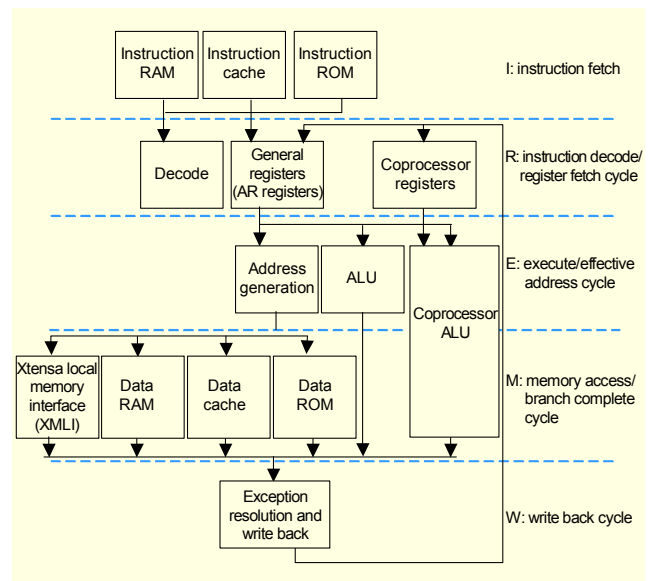 Instruction
RAM
Instruction
cache
Instruction
ROM
I: instruction fetch
Decode
General
registers
(AR registers)
Coprocessor
registers
R: instruction decode/
register fetch cycle
Address
generation
ALU
Coprocessor
ALU
E: execute/effective
address cycle
Xtensa local
memory
interface
(XMLI)
Data
RAM
Data
cache
Data
ROM
M: memory access/
branch complete
cycle
Exception
resolution and
write back
W: write back cycle